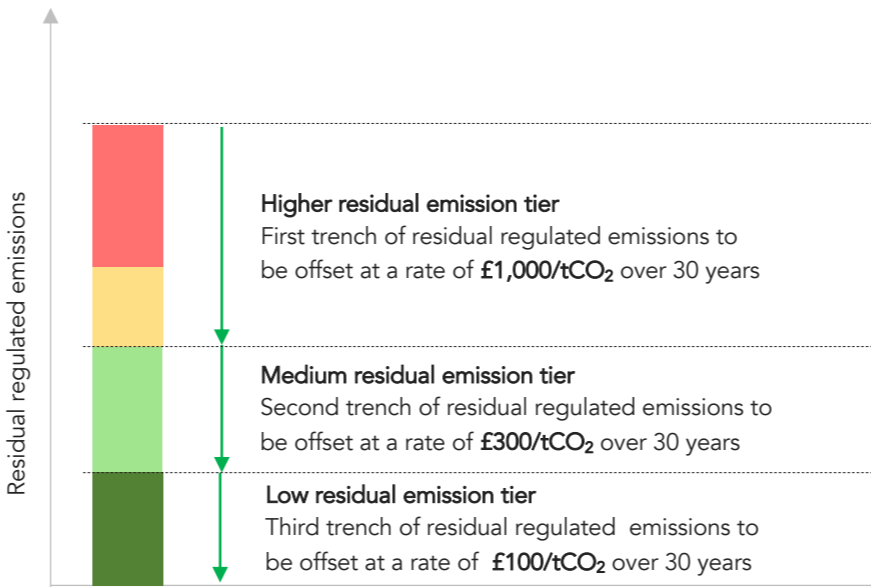 Residual regulated emissions
Higher residual emission tier
First trench of residual regulated emissions to
be offset at a rate of £1,000/tCO₂ over 30 years
Medium residual emission tier
Second trench of residual regulated emissions to
be offset at a rate of £300/tCO₂ over 30 years
Low residual emission tier
Third trench of residual regulated emissions to
be offset at a rate of £100/tCO₂ over 30 years